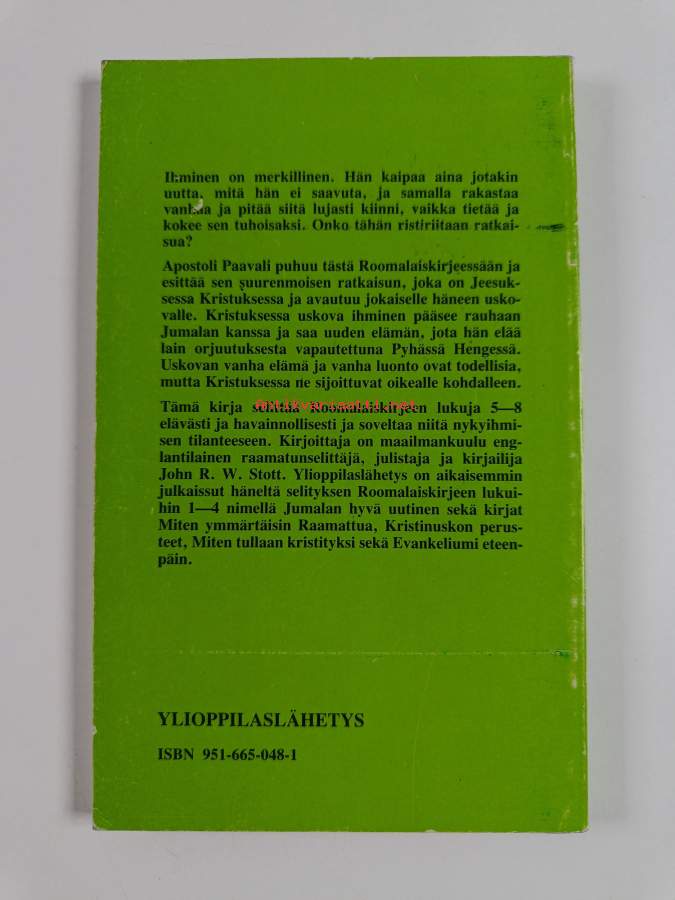 Ihminen on merkillinen. Hän kaipaa aina jotakin
uutta, mitä hän ei saavuta, ja samalla rakastaa
vanhaa ja pitää siitä lujasti kiinni, vaikka tietää ja
kokee sen tuhoisaksi. Onko tähän ristiriitaan ratkai-
sua?
Apostoli Paavali puhuu tästä Roomalaiskirjeessään ja
esittää sen suurenmoisen ratkaisun, joka on Jeesuk-
sessa Kristuksessa ja avautuu jokaiselle häneen usko-
valle. Kristuksessa uskova ihminen pääsee rauhaan
Jumalan kanssa ja saa uuden elämän, jota hän elää
lain orjuutuksesta vapautettuna Pyhässä Hengessä.
Uskovan vanha elämä ja vanha luonto ovat todellisia,
mutta Kristuksessa ne sijoittuvat oikealle kohdalleen.
Antikvariaatti.net
Tämä kirja selittää Roomalaiskirjeen lukuja 5—8
elävästi ja havainnollisesti ja soveltaa niitä nykyihmi-
sen tilanteeseen. Kirjoittaja on maailmankuulu eng-
lantilainen raamatunselittäjä, julistaja ja kirjailija
John R. W. Stott. Ylioppilaslähetys on aikaisemmin
julkaissut häneltä selityksen Roomalaiskirjeen lukui-
hin 1—4 nimellä Jumalan hyvä uutinen sekä kirjat
Miten ymmärtäisin Raamattua, Kristinuskon perus-
teet, Miten tullaan kristityksi sekä Evankeliumi eteen-
päin.
YLIOPPILASLÄHETYS
ISBN 951-665-048-1